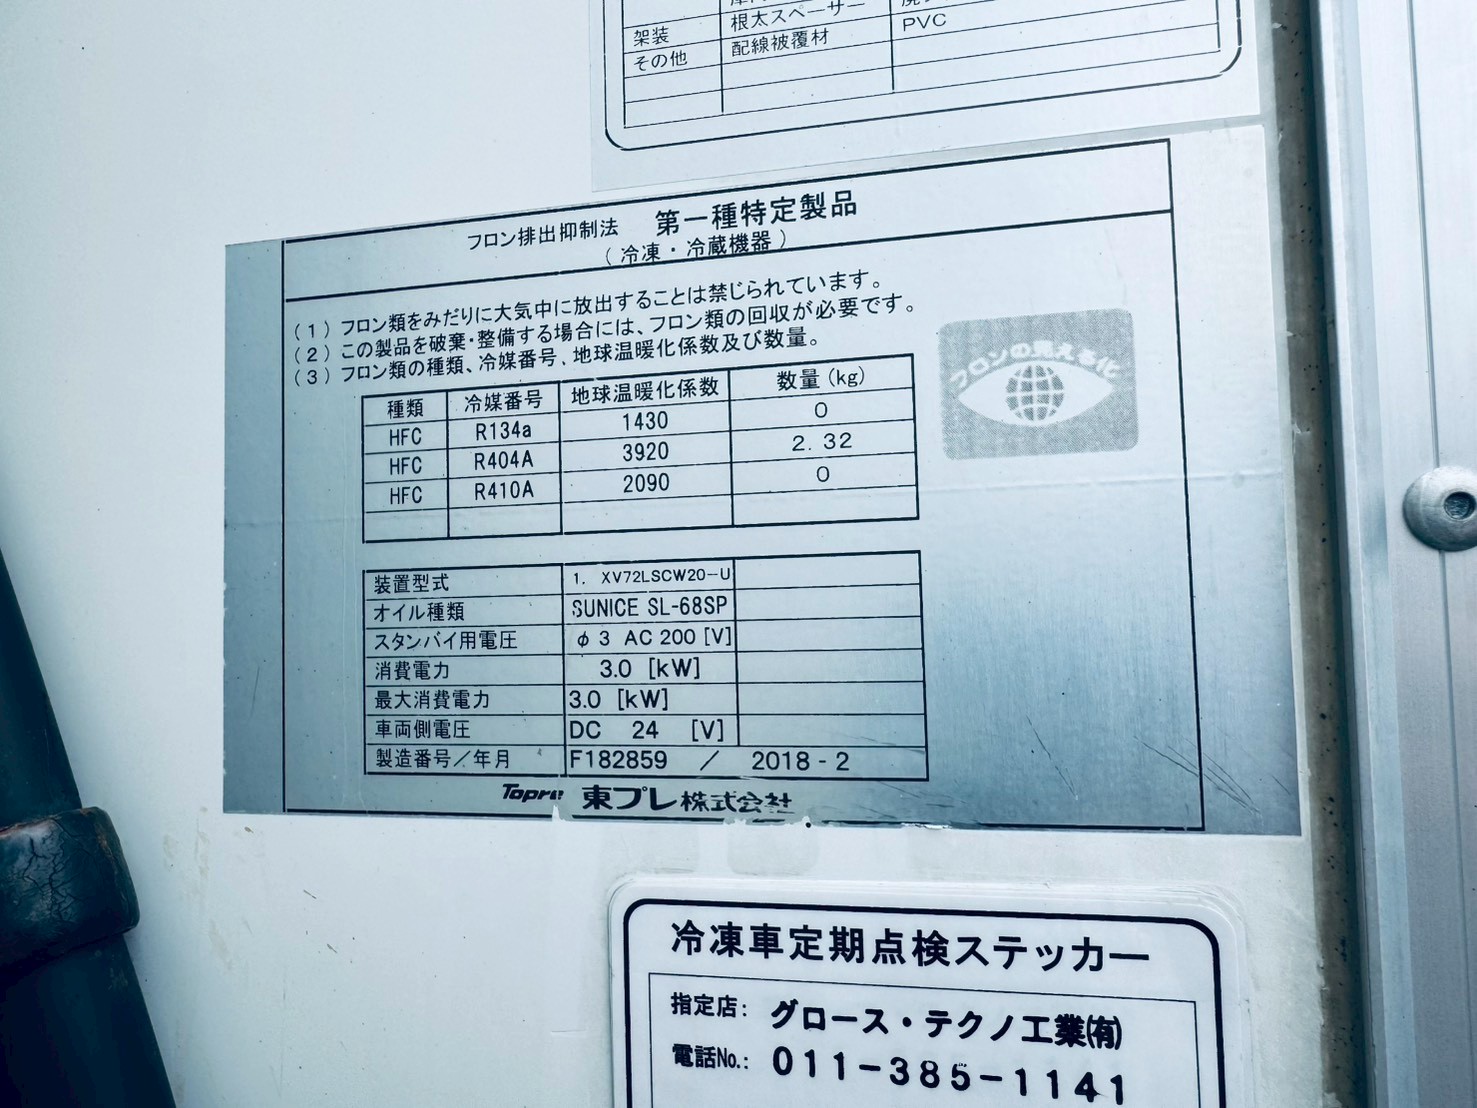 架装 根太スペーサー
その他 配線被覆材 PVC
フロン排出抑制法 第一種特定製品
(冷凍・冷蔵機器)
(1) フロン類をみだりに大気中に放出することは禁じられています。
(2) この製品を破棄・整備する場合には、フロン類の回収が必要です。
(3) フロン類の種類、冷媒番号、地球温暖化係数及び数量。
フロンの見える化
種類 冷媒番号 地球温暖化係数 数量(kg)
HFC R134a 1430 0
HFC R404A 3920 2.32
HFC R410A 2090 0
装置型式 1. XV72LSCW20-U
オイル種類 SUNICE SL-68SP
スタンバイ用電圧 φ3 AC 200 [V]
消費電力 3.0 [kW]
最大消費電力 3.0 [kW]
車両側電圧 DC 24 [V]
製造番号／年月 F182859 ／ 2018-2
Topre 東プレ株式会社
冷凍車定期点検ステッカー
指定店: グロース・テクノ工業(有)
電話No.: 011-385-1141